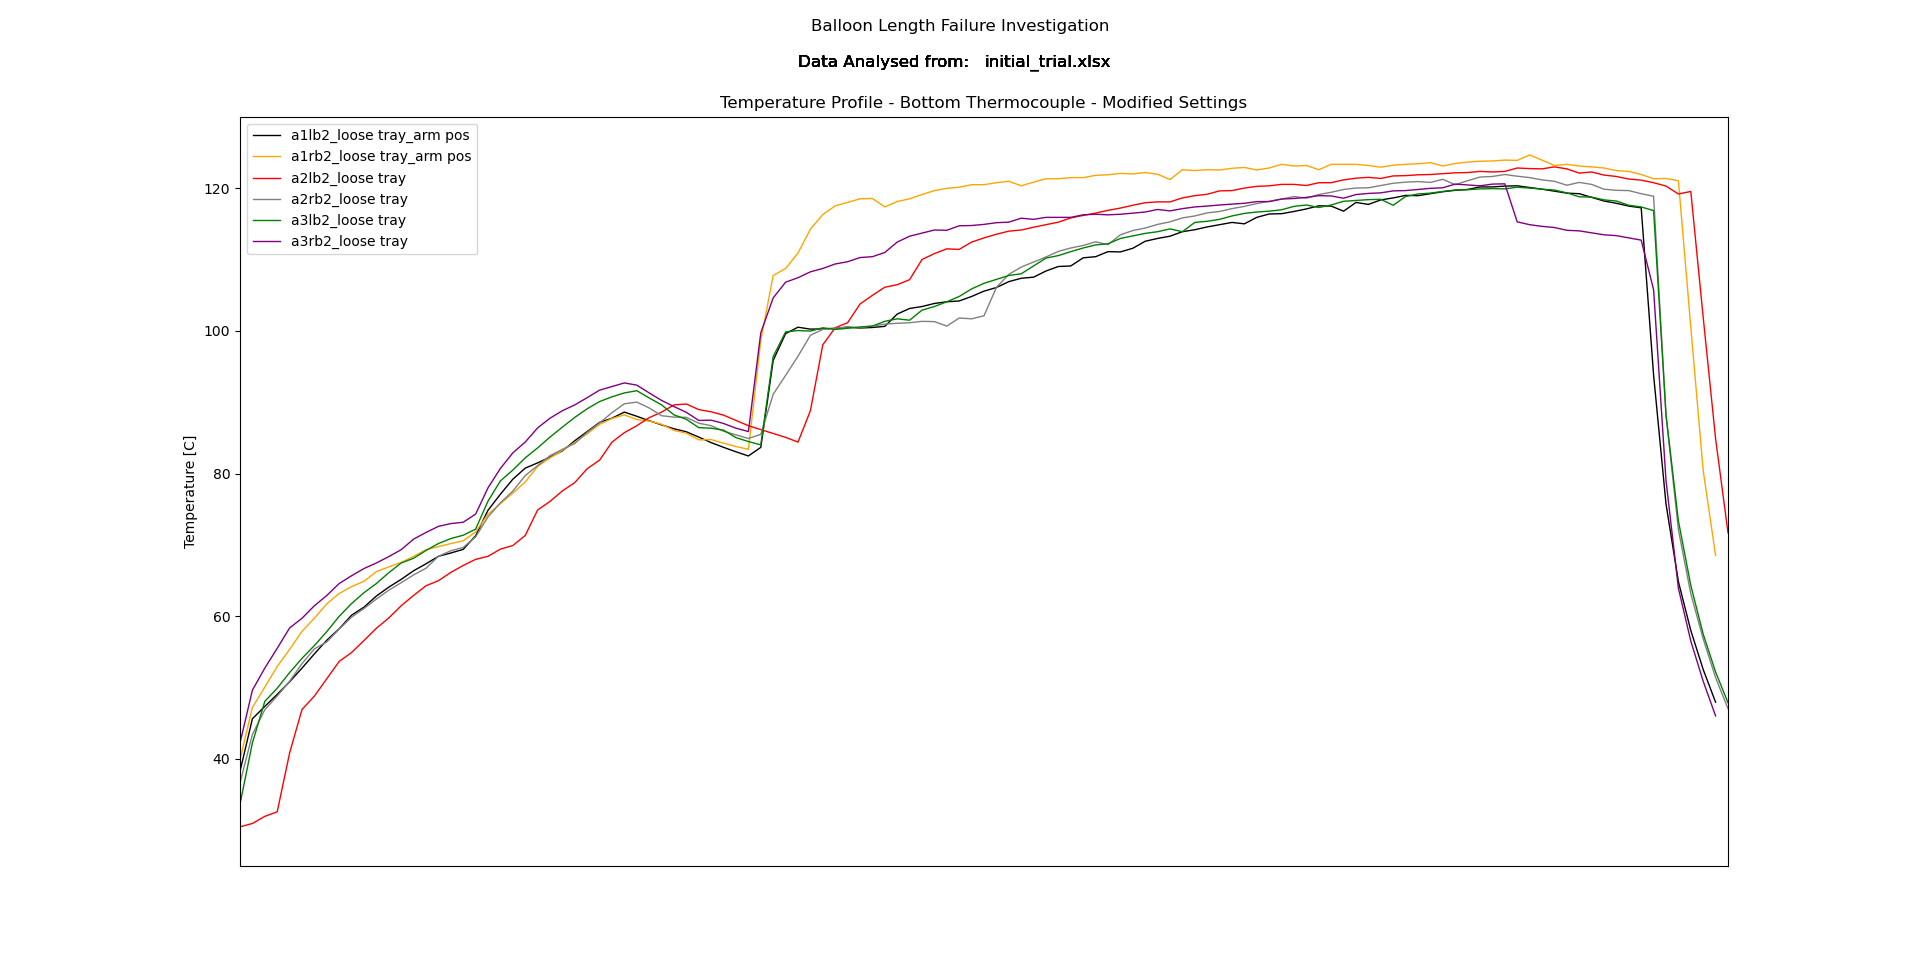 Balloon Length Failure Investigation
Data Analysed from: initial_trial.xlsx
Temperature Profile - Bottom Thermocouple - Modified Settings
a1lb2_loose tray_arm pos
a1rb2_loose tray_arm pos
a2lb2_loose tray
a2rb2_loose tray
a3lb2_loose tray
a3rb2_loose tray
120
100
80
60
40
Temperature [C]